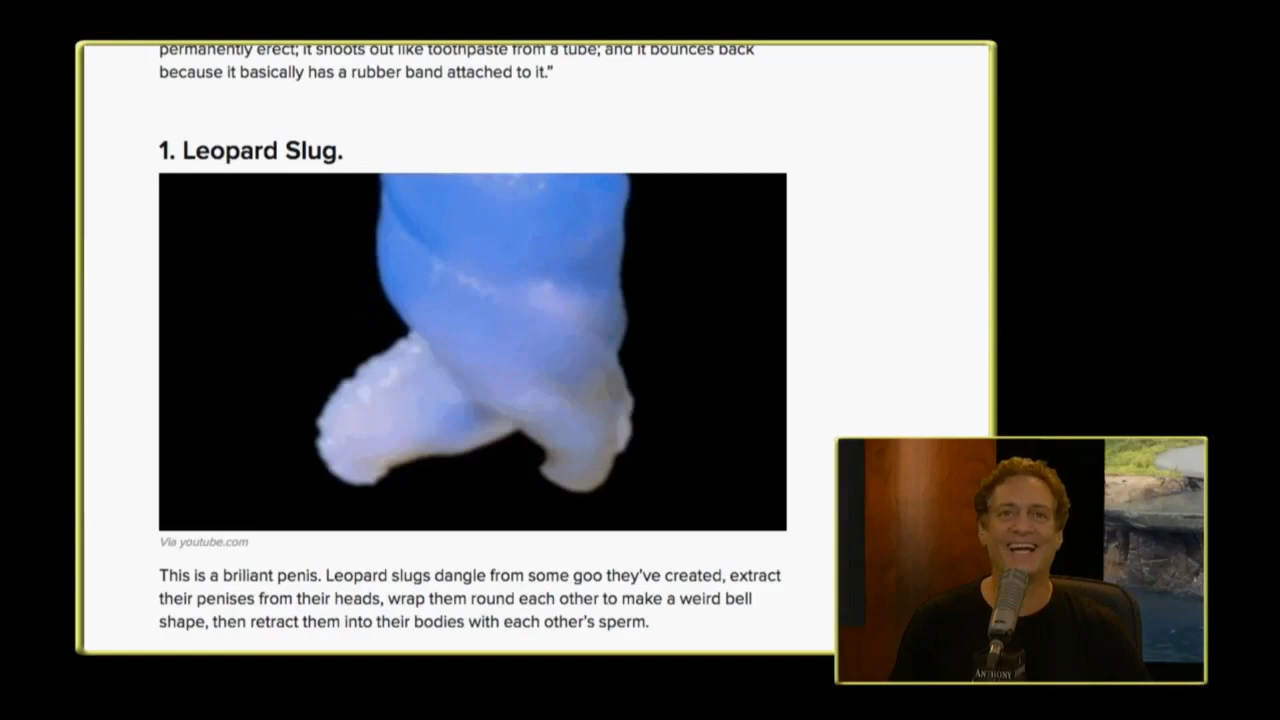 permanently erect; it shoots out like toothpaste from a tube; and it bounces back
because it basically has a rubber band attached to it.”
1. Leopard Slug.
Via youtube.com
This is a briliant penis. Leopard slugs dangle from some goo they’ve created, extract
their penises from their heads, wrap them round each other to make a weird bell
shape, then retract them into their bodies with each other’s sperm.
ANTHONY